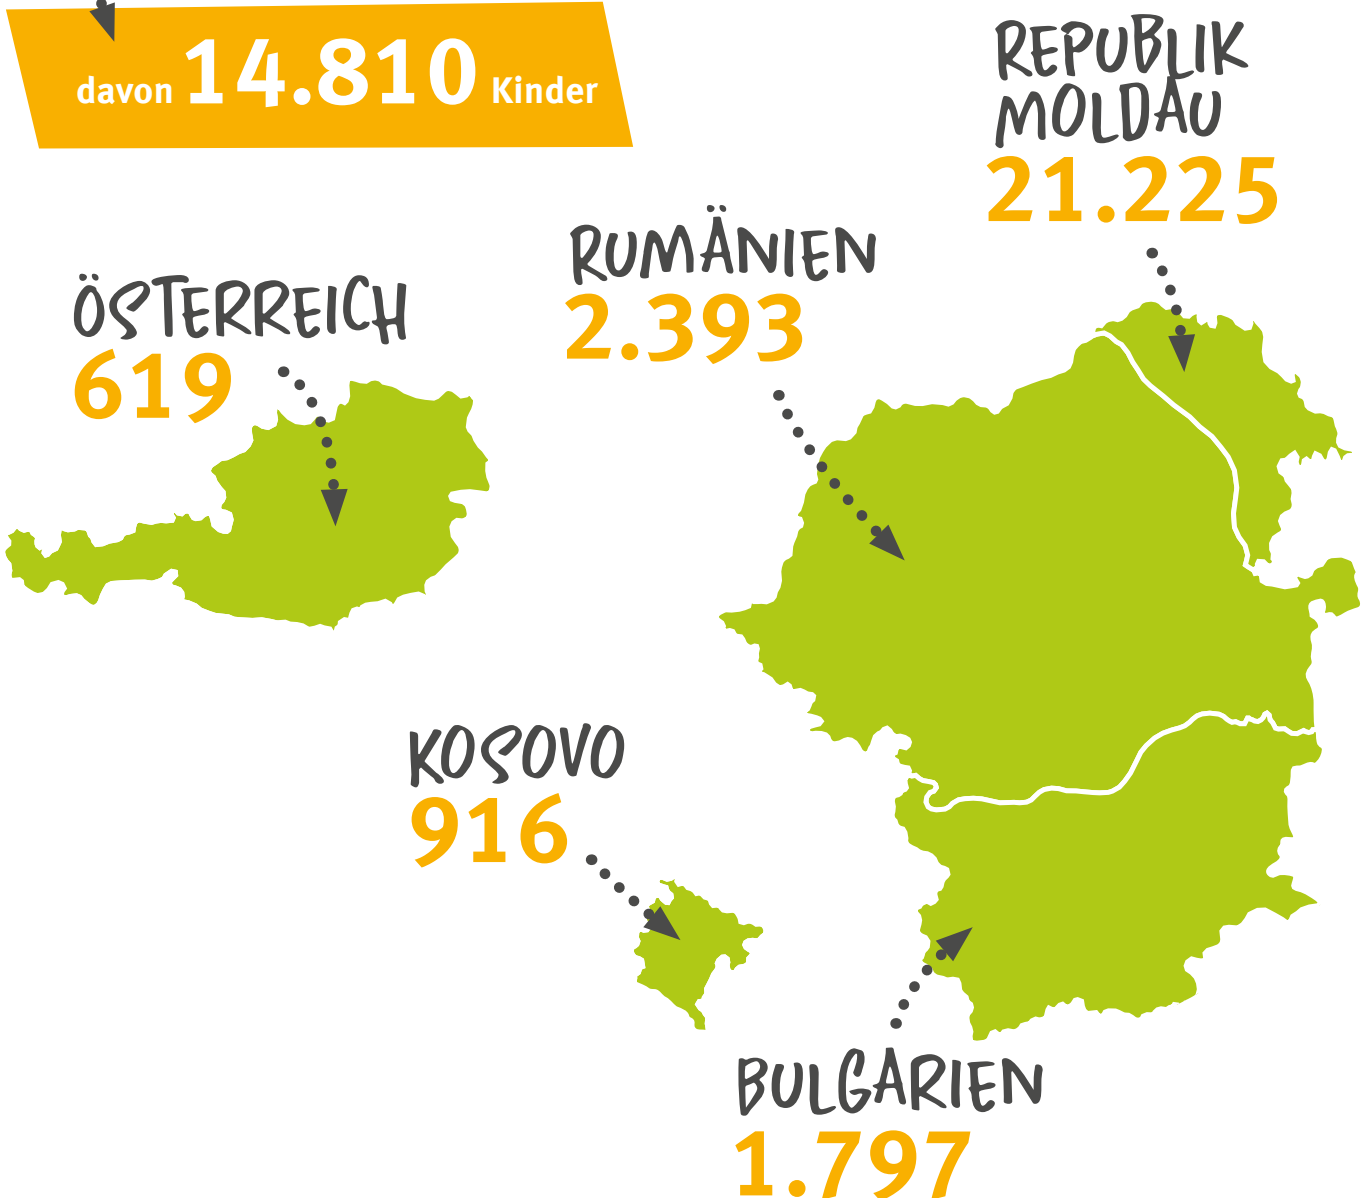 davon 14.810 Kinder
REPUBLIK
MOLDAU
21.225
RUMÄNIEN
2.393
ÖSTERREICH
619
KOSOVO
916
BULGARIEN
1.797